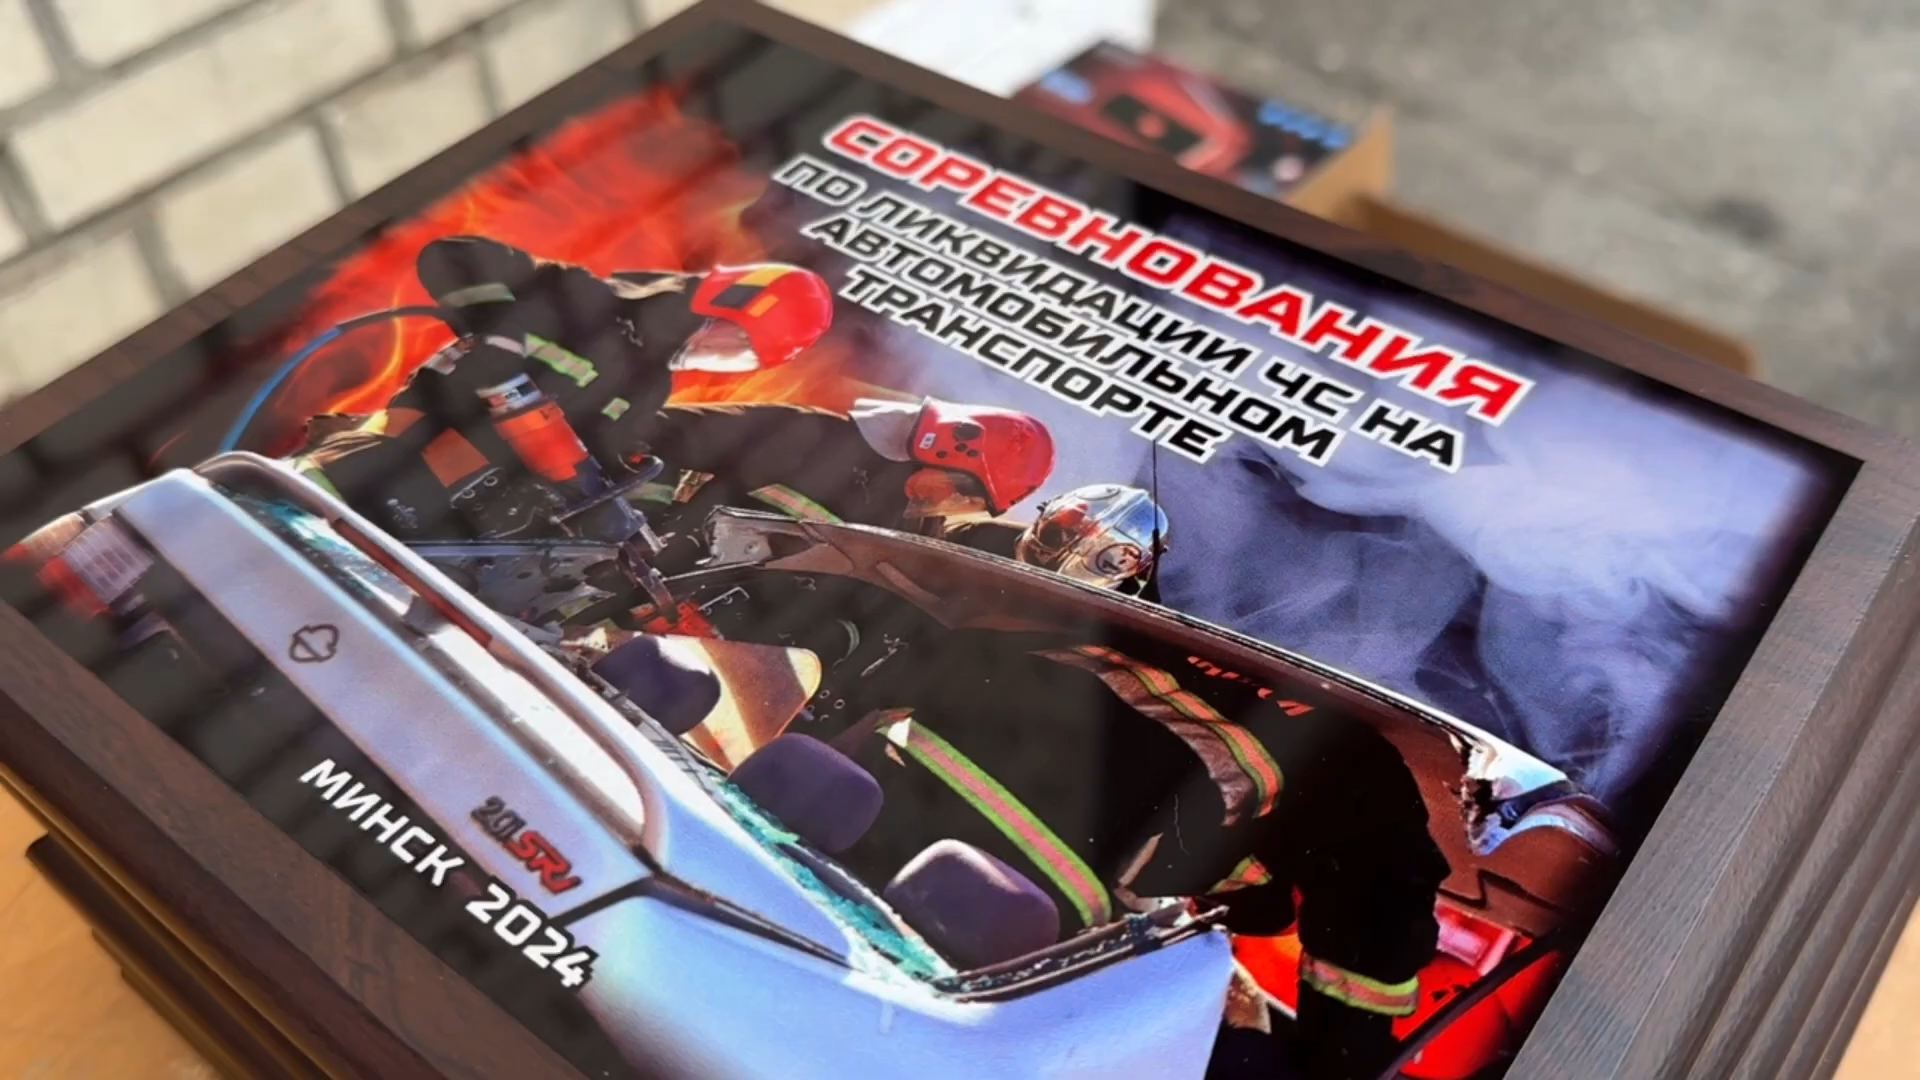 СОРЕВНОВАНИЯ
ПО ЛИКВИДАЦИИ ЧС НА
АВТОМОБИЛЬНОМ
ТРАНСПОРТЕ
2.0I.SRI
МИНСК 2024